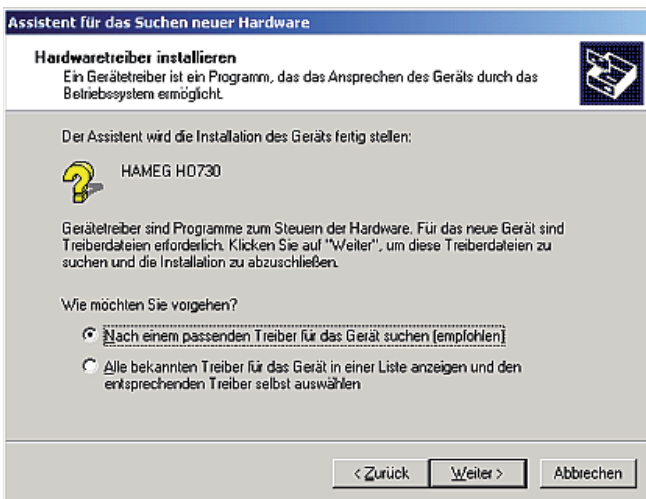 Assistent für das Suchen neuer Hardware
Hardwaretreiber installieren
Ein Gerätetreiber ist ein Programm, das das Ansprechen des Geräts durch das
Betriebssystem ermöglicht.
Der Assistent wird die Installation des Geräts fertig stellen:
HAMEG HO730
Gerätetreiber sind Programme zum Steuern der Hardware. Für das neue Gerät sind
Treiberdateien erforderlich. Klicken Sie auf "Weiter", um diese Treiberdateien zu
suchen und die Installation zu abzuschließen.
Wie möchten Sie vorgehen?
Nach einem passenden Treiber für das Gerät suchen (empfohlen)
Alle bekannten Treiber für das Gerät in einer Liste anzeigen und den
entsprechenden Treiber selbst auswählen
< Zurück Weiter > Abbrechen